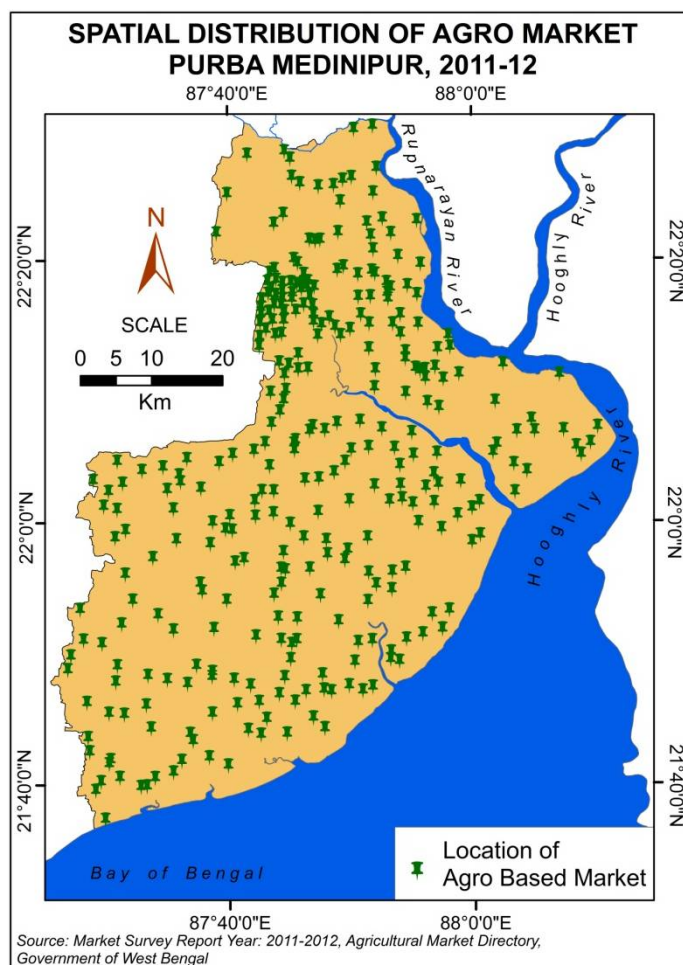 SPATIAL DISTRIBUTION OF AGRO MARKET
PURBA MEDINIPUR, 2011-12
87°40'0"E
88°0'0"E
Rupnarayan River
Hooghly River
N
22°20'0"N
22°20'0"N
SCALE
0 5 10 20
Km
22°0'0"N
22°0'0"N
Hooghly River
21°40'0"N
21°40'0"N
Bay of Bengal
Location of
Agro Based Market
87°40'0"E
88°0'0"E
Source: Market Survey Report Year: 2011-2012, Agricultural Market Directory,
Government of West Bengal